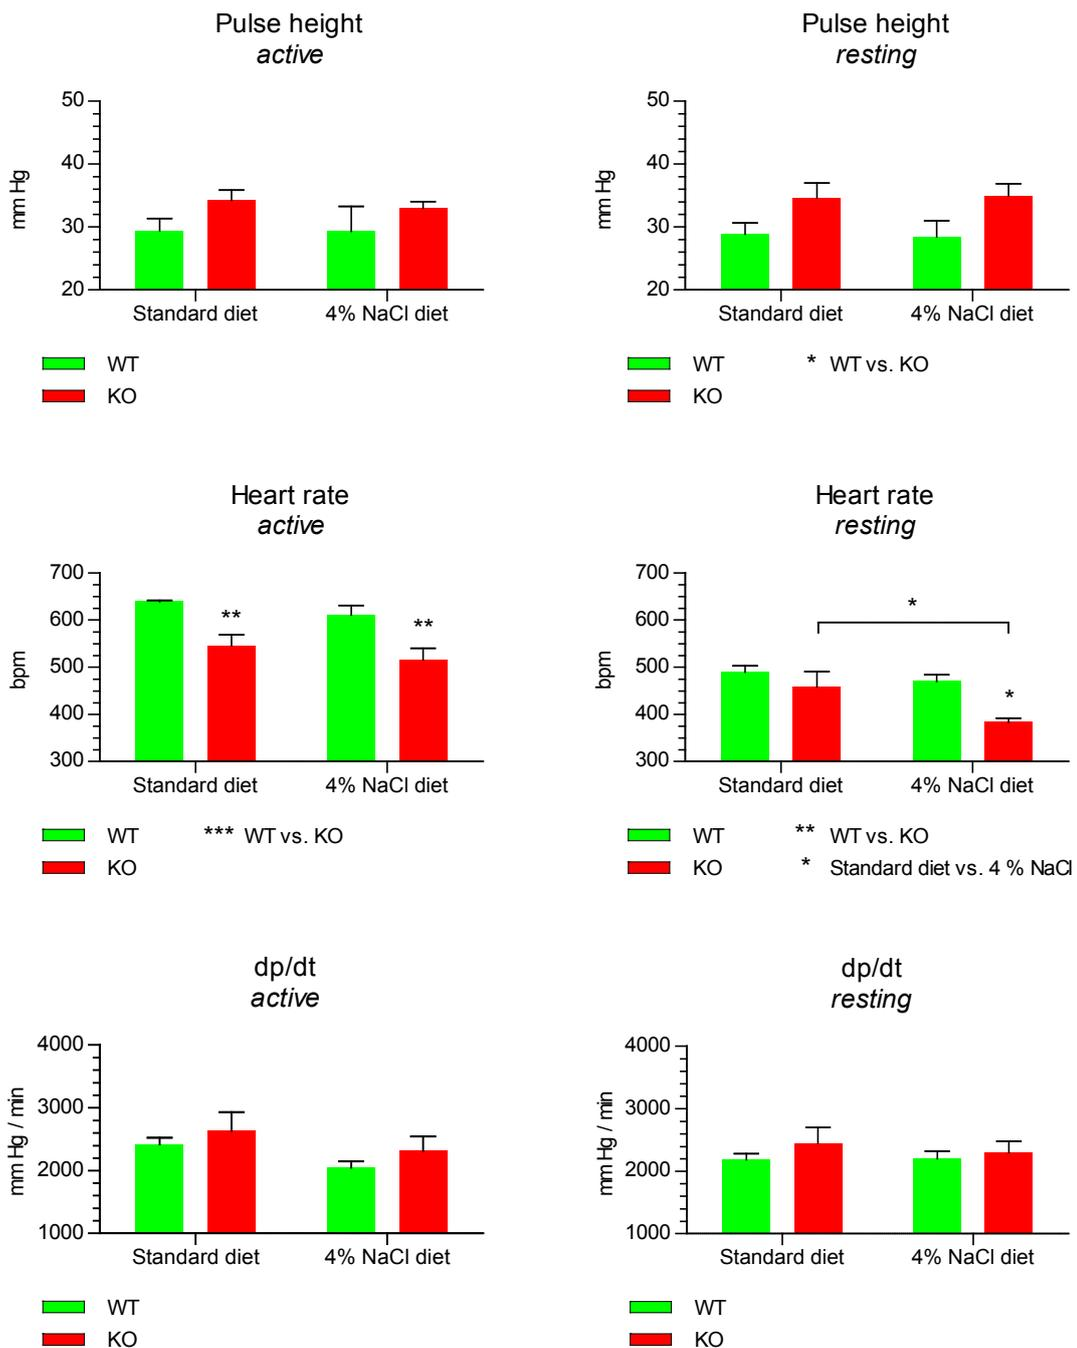 Pulse height
active
mm Hg
50
40
30
20
Standard diet 4% NaCl diet
WT
KO
Pulse height
resting
mm Hg
50
40
30
20
Standard diet 4% NaCl diet
WT * WT vs. KO
KO
Heart rate
active
bpm
700
600
500
400
300
**
**
Standard diet 4% NaCl diet
WT *** WT vs. KO
KO
Heart rate
resting
bpm
700
600
500
400
300
*
*
Standard diet 4% NaCl diet
WT ** WT vs. KO
KO * Standard diet vs. 4 % NaCl
dp/dt
active
mm Hg / min
4000
3000
2000
1000
Standard diet 4% NaCl diet
WT
KO
dp/dt
resting
mm Hg / min
4000
3000
2000
1000
Standard diet 4% NaCl diet
WT
KO